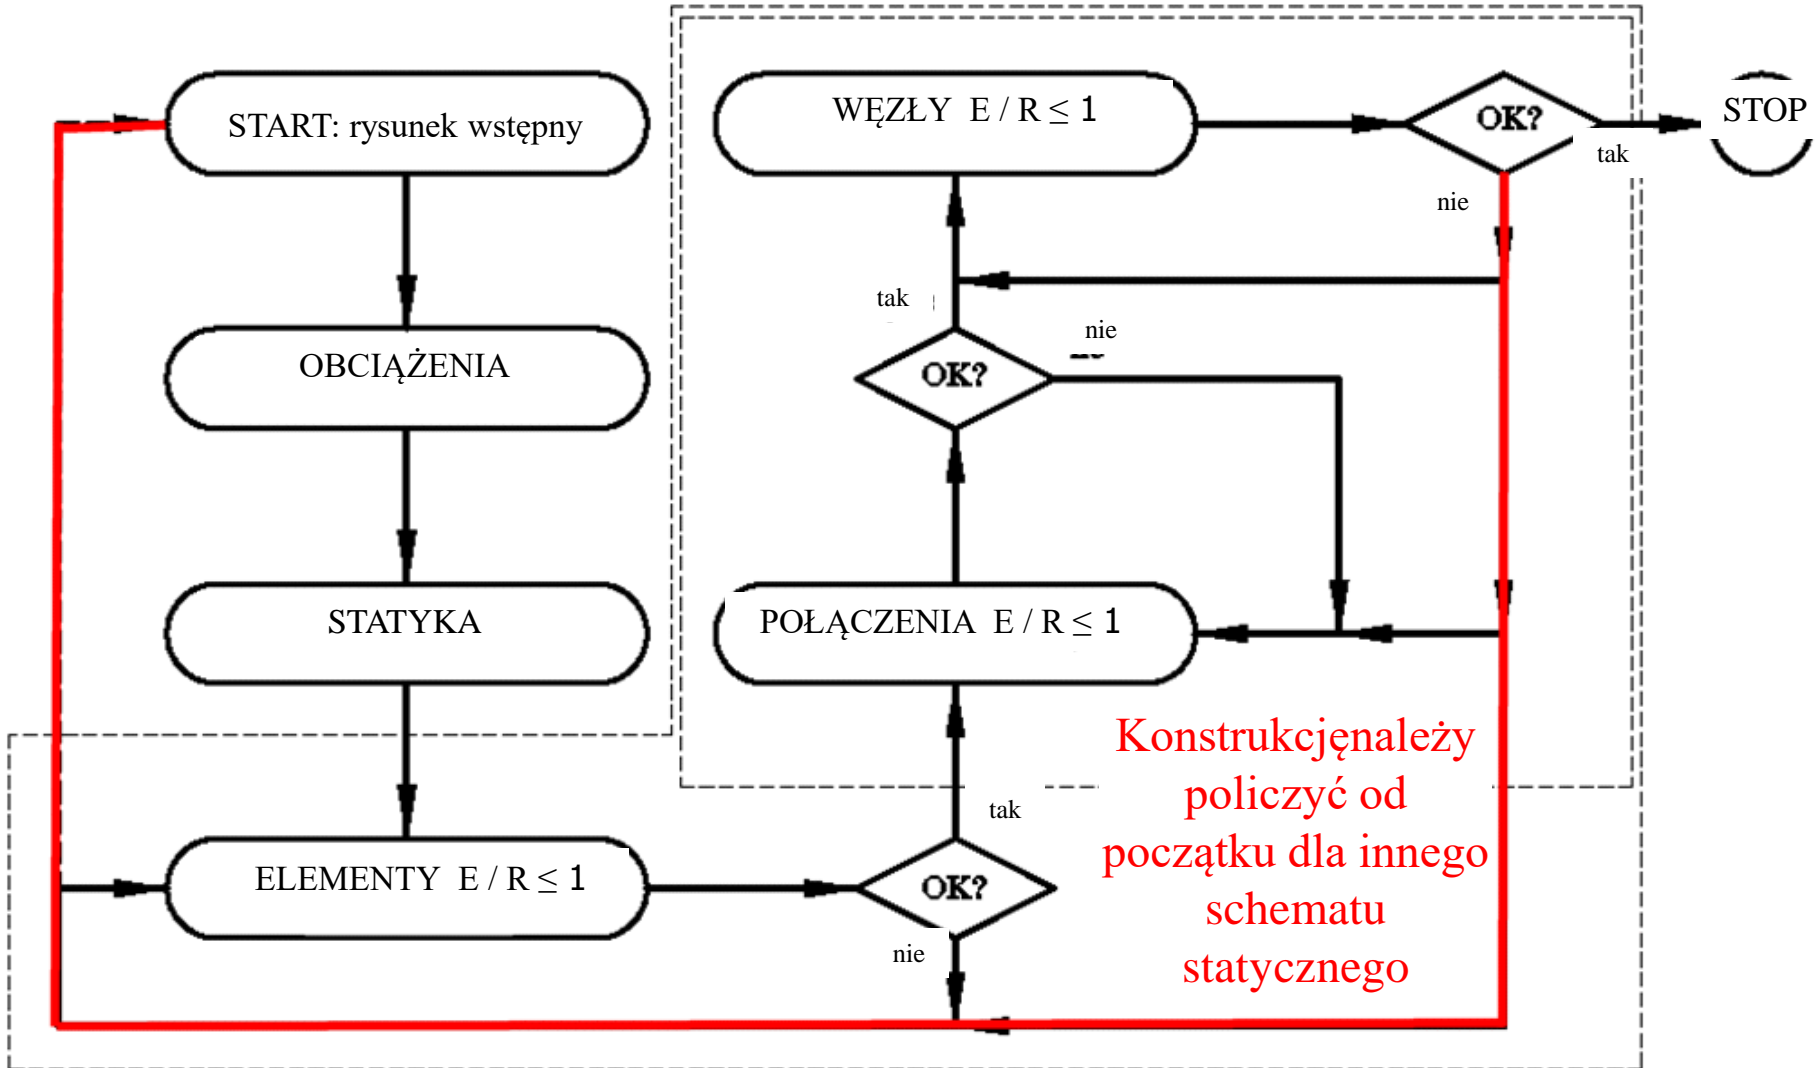 START: rysunek wstępny
OBCIĄŻENIA
STATYKA
ELEMENTY E / R ≤ 1
OK?
nie
tak
POŁĄCZENIA E / R ≤ 1
OK?
tak
nie
WĘZŁY E / R ≤ 1
OK?
tak
nie
STOP
Konstrukcjęnależy
policzyć od
początku dla innego
schematu
statycznego